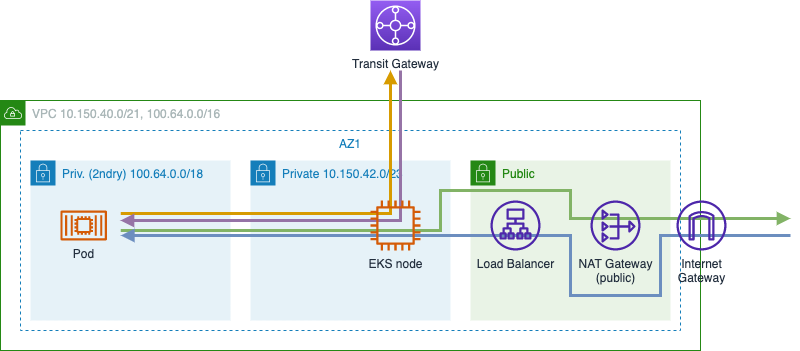 Transit Gateway
VPC 10.150.40.0/21, 100.64.0.0/16
AZ1
Priv. (2ndry) 100.64.0.0/18
Private 10.150.42.0/23
Public
Pod
EKS node
Load Balancer
NAT Gateway
(public)
Internet
Gateway